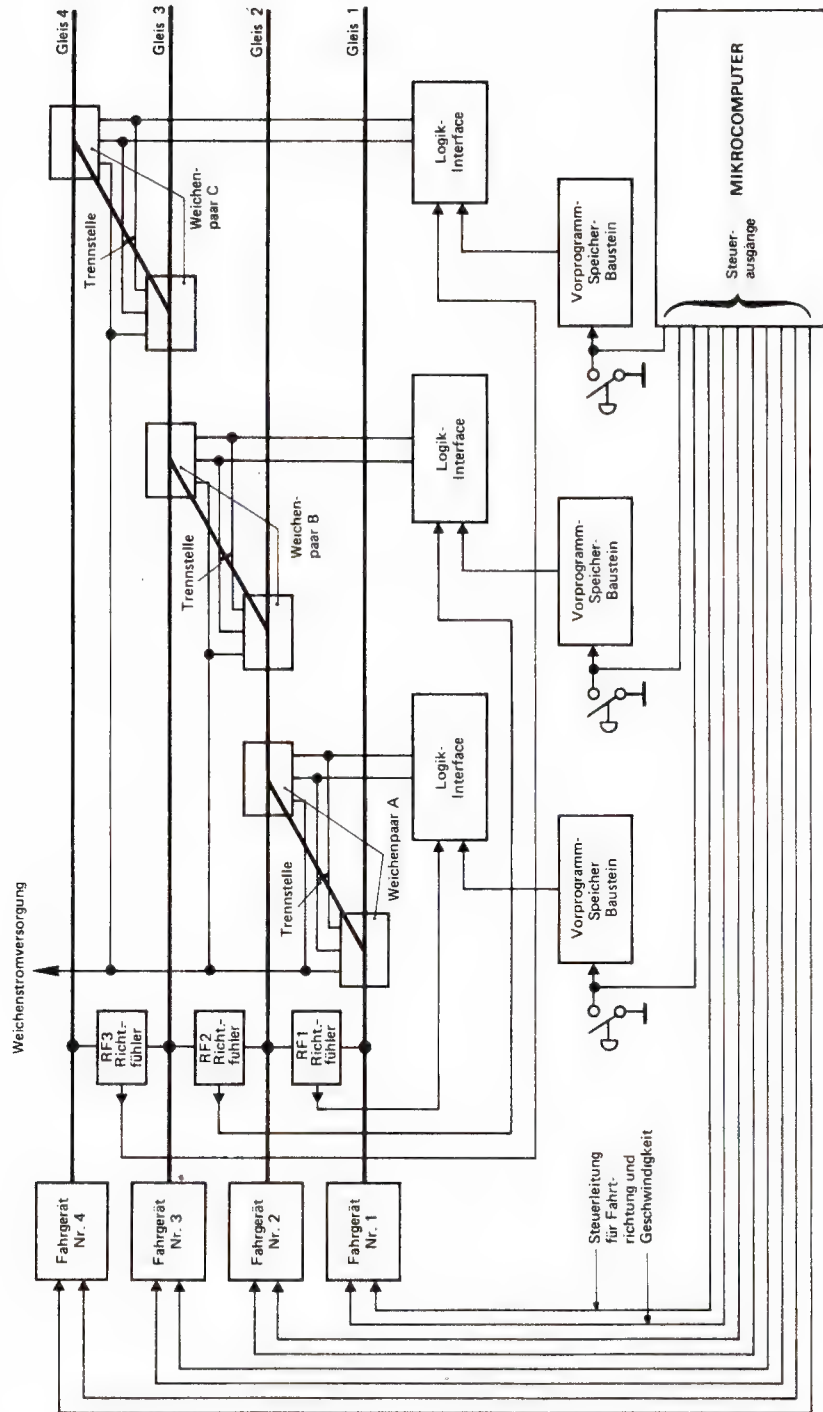 Weichenstromversorgung
Fahrgerät
Nr. 4
Fahrgerät
Nr. 3
Fahrgerät
Nr. 2
Fahrgerät
Nr. 1
RF3
Richt.-
fühler
RF2
Richt.-
fuhler
RF1
Richt.-
fühler
Gleis 4
Gleis 3
Gleis 2
Gleis 1
Trennstelle
Weichenpaar A
Trennstelle
Weichen-
paar B
Trennstelle
Weichen-
paar C
Logik-
Interface
Logik-
Interface
Logik-
Interface
Vorprogramm-
Speicher
Baustein
Vorprogramm-
Speicher-
Baustein
Vorprogramm-
Speicher-
Baustein
Steuerleitung
für Fahrt-
richtung und
Geschwindigkeit
Steuer-
ausgänge
MIKROCOMPUTER